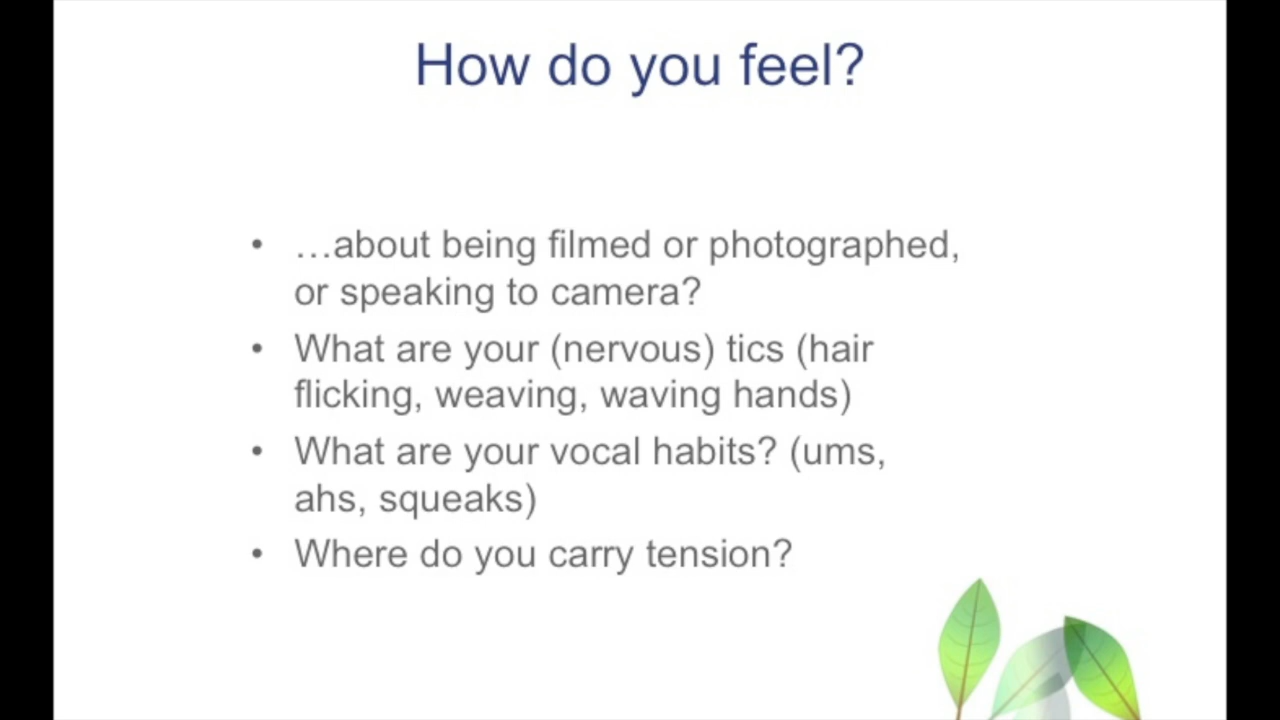 How do you feel?
• …about being filmed or photographed,
or speaking to camera?
• What are your (nervous) tics (hair
flicking, weaving, waving hands)
• What are your vocal habits? (ums,
ahs, squeaks)
• Where do you carry tension?